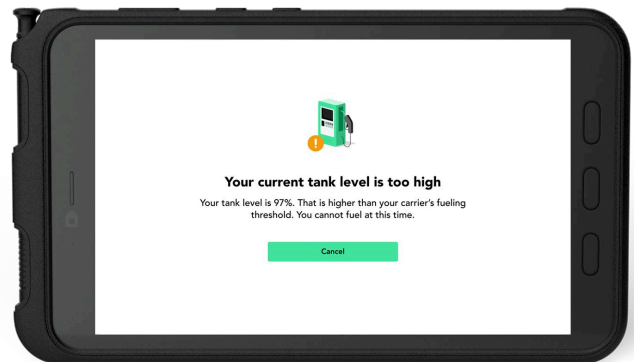 Your current tank level is too high
Your tank level is 97%. That is higher than your carrier's fueling
threshold. You cannot fuel at this time.
Cancel